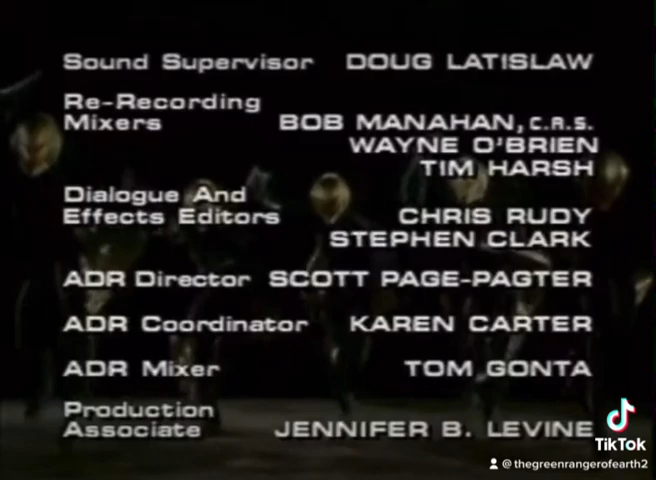 Sound Supervisor DOUG LATISLAW
Re-Recording
Mixers BOB MANAHAN, C.A.S.
WAYNE O'BRIEN
TIM HARSH
Dialogue And
Effects Editors CHRIS RUDY
STEPHEN CLARK
ADR Director SCOTT PAGE-PAGTER
ADR Coordinator KAREN CARTER
ADR Mixer TOM GONTA
Production
Associate JENNIFER B. LEVINE
TikTok
@thegreenrangerofearth2